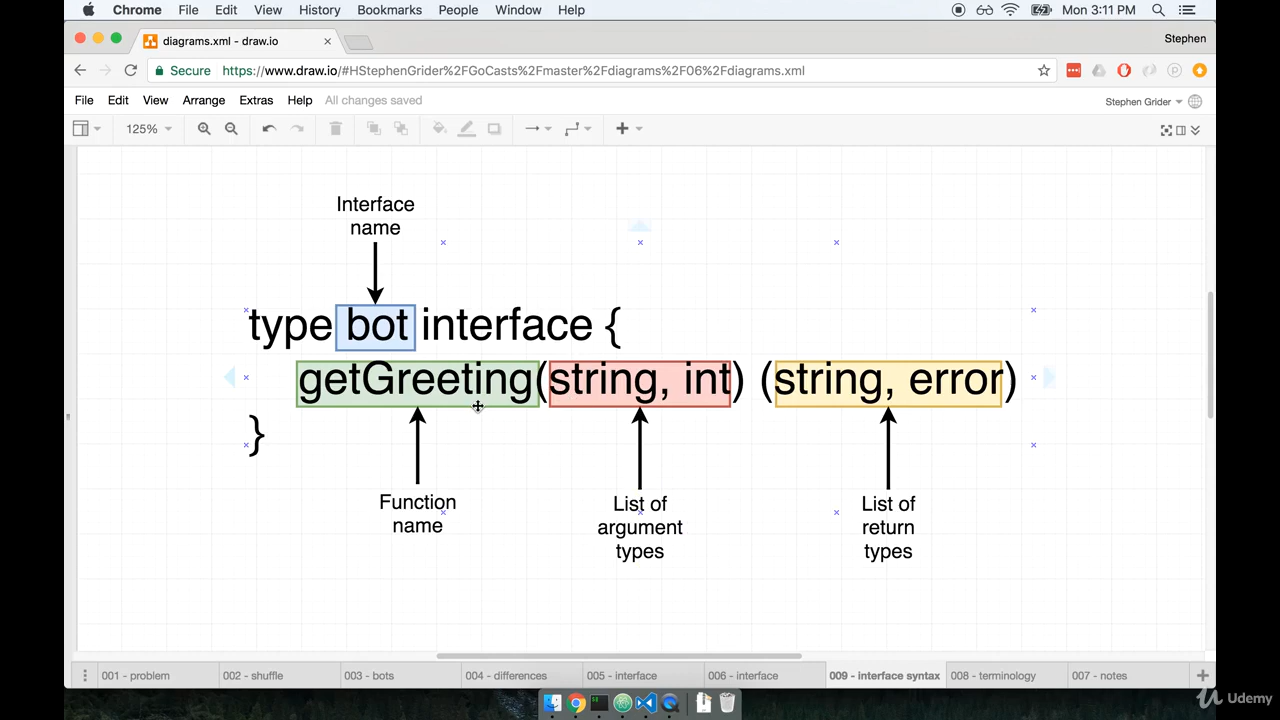 Chrome File Edit View History Bookmarks People Window Help Mon 3:11 PM
diagrams.xml - draw.io × Stephen
Secure https://www.draw.io/#HStephenGrider%2FGoCasts%2Fmaster%2Fdiagrams%2F06%2Fdiagrams.xml
File Edit View Arrange Extras Help All changes saved Stephen Grider
125%
Interface
name
type bot interface {
getGreeting(string, int) (string, error)
}
Function
name
List of
argument
types
List of
return
types
001 - problem 002 - shuffle 003 - bots 004 - differences 005 - interface 006 - interface 009 - interface syntax 008 - terminology 007 - notes
Udemy